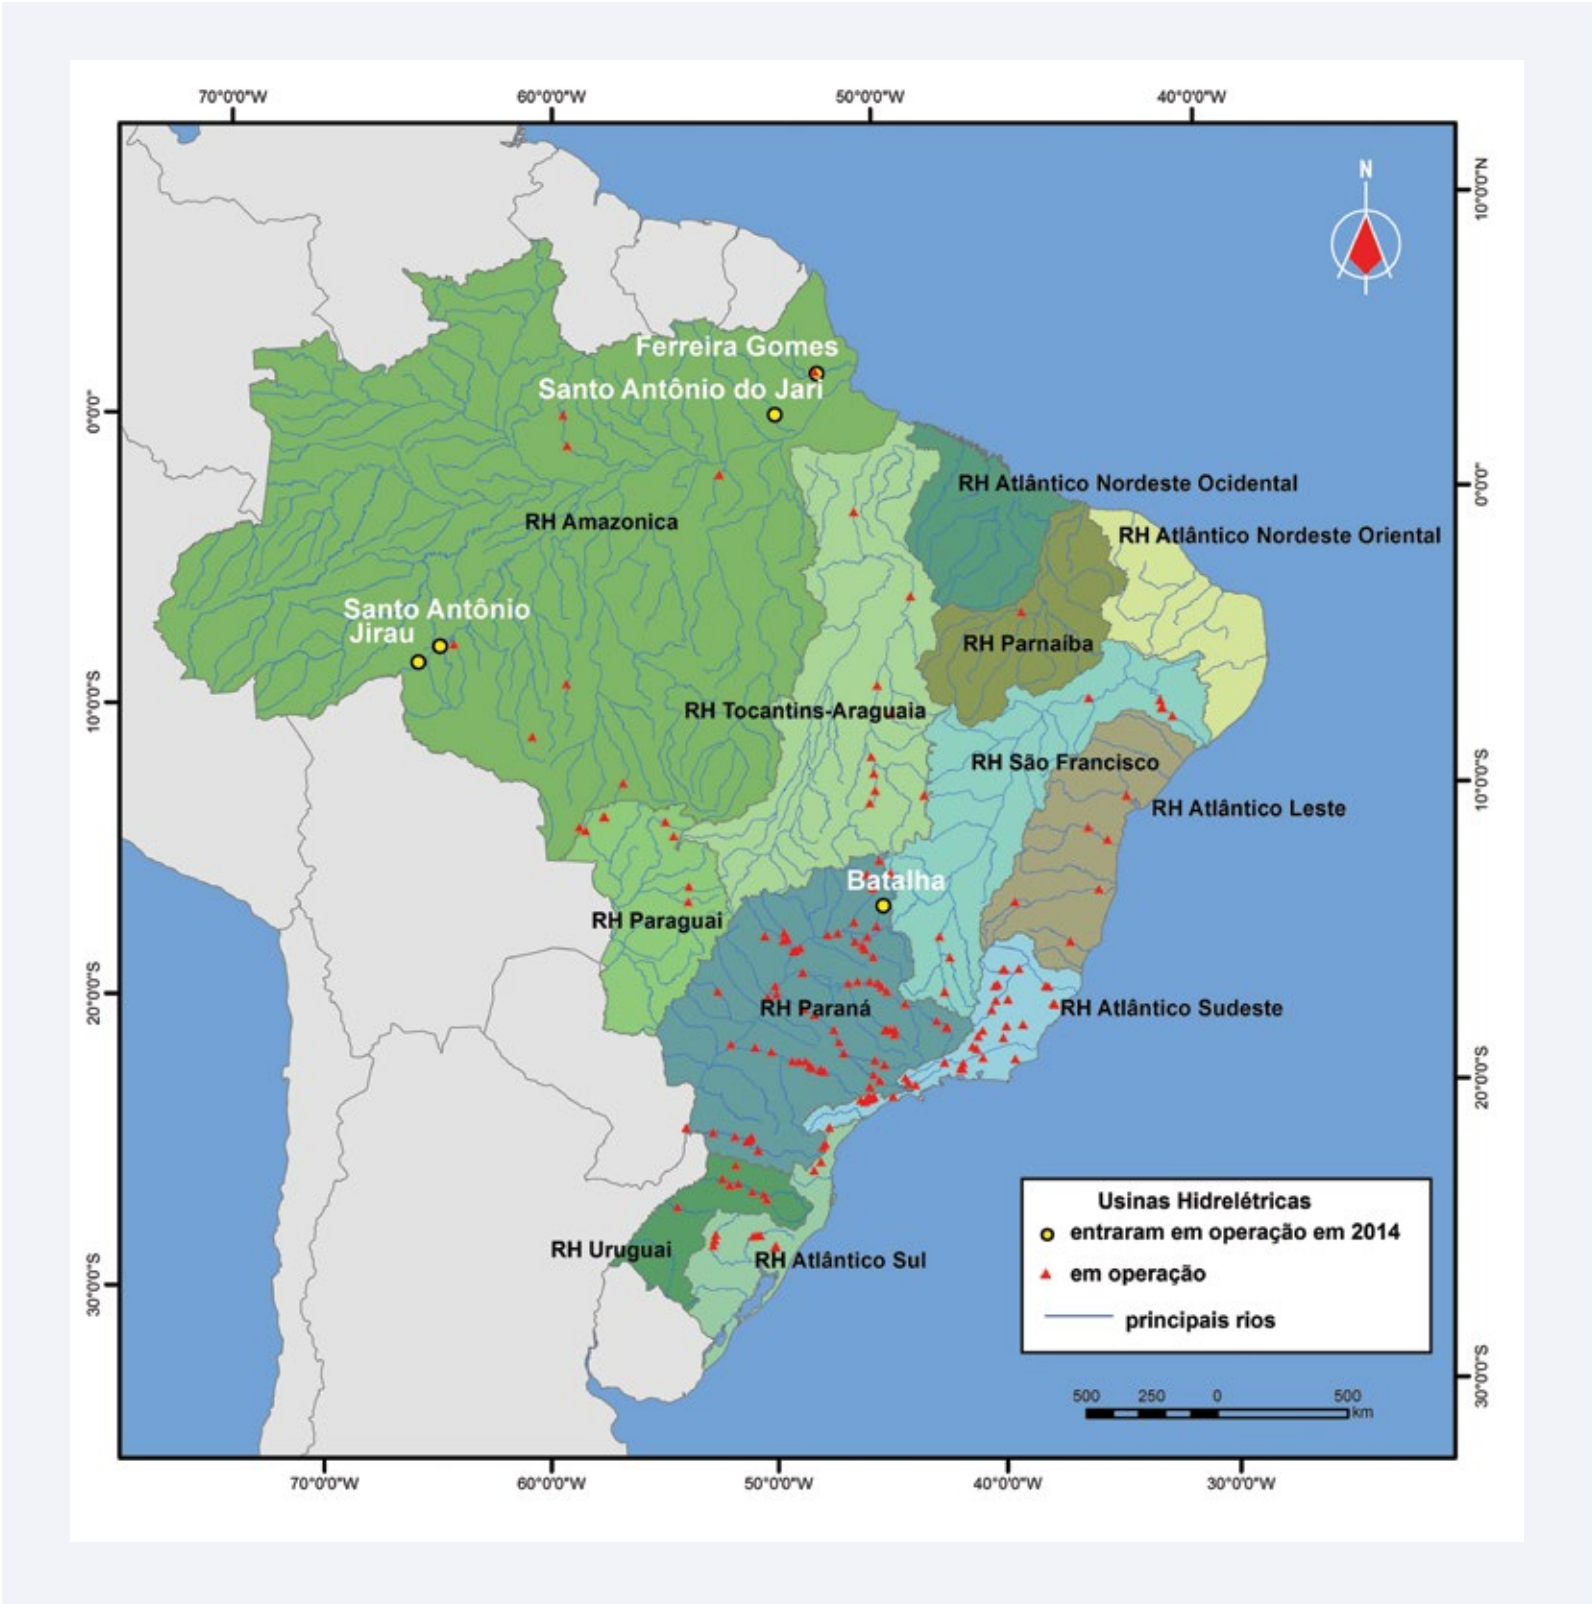 70°0'0"W
60°0'0"W
50°0'0"W
40°0'0"W
10°0'0"N
N
Ferreira Gomes
Santo Antônio do Jari
0°0'0"
0°0'0"
RH Atlântico Nordeste Ocidental
RH Amazonica
RH Atlântico Nordeste Oriental
Santo Antônio
Jirau
RH Parnaíba
10°0'0"S
RH Tocantins-Araguaia
RH São Francisco
10°0'0"S
RH Atlântico Leste
Batalha
RH Paraguai
20°0'0"S
RH Paraná
RH Atlântico Sudeste
20°0'0"S
Usinas Hidrelétricas
entraram em operação em 2014
em operação
principais rios
RH Uruguai
RH Atlântico Sul
30°0'0"S
30°0'0"S
500 250 0 500
km
70°0'0"W
60°0'0"W
50°0'0"W
40°0'0"W
30°0'0"W